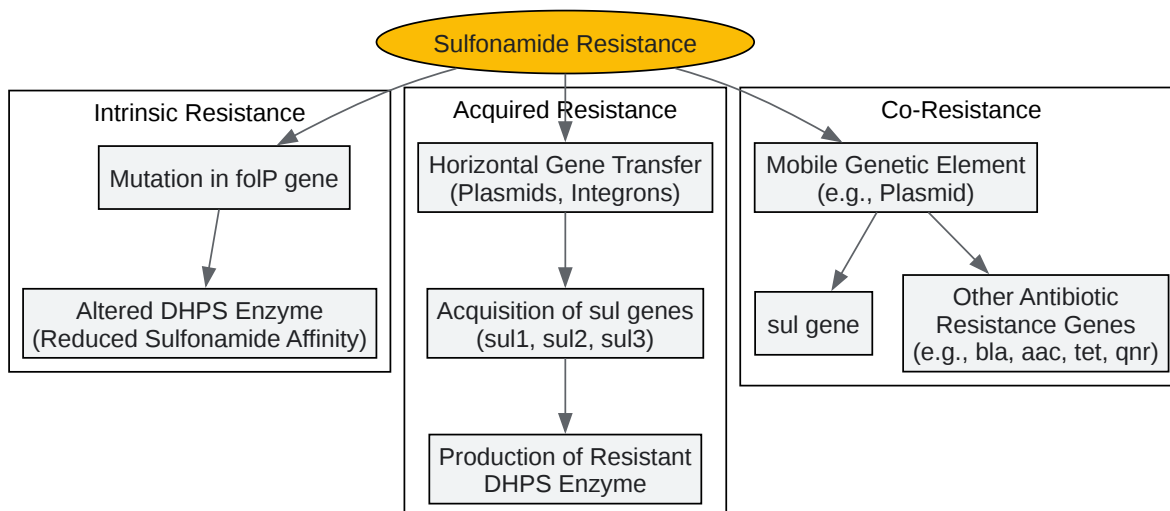 Sulfonamide Resistance
Intrinsic Resistance
Mutation in folP gene
Altered DHPS Enzyme
(Reduced Sulfonamide Affinity)
Acquired Resistance
Horizontal Gene Transfer
(Plasmids, Integrons)
Acquisition of sul genes
(sul1, sul2, sul3)
Production of Resistant
DHPS Enzyme
Co-Resistance
Mobile Genetic Element
(e.g., Plasmid)
sul gene
Other Antibiotic
Resistance Genes
(e.g., bla, aac, tet, qnr)